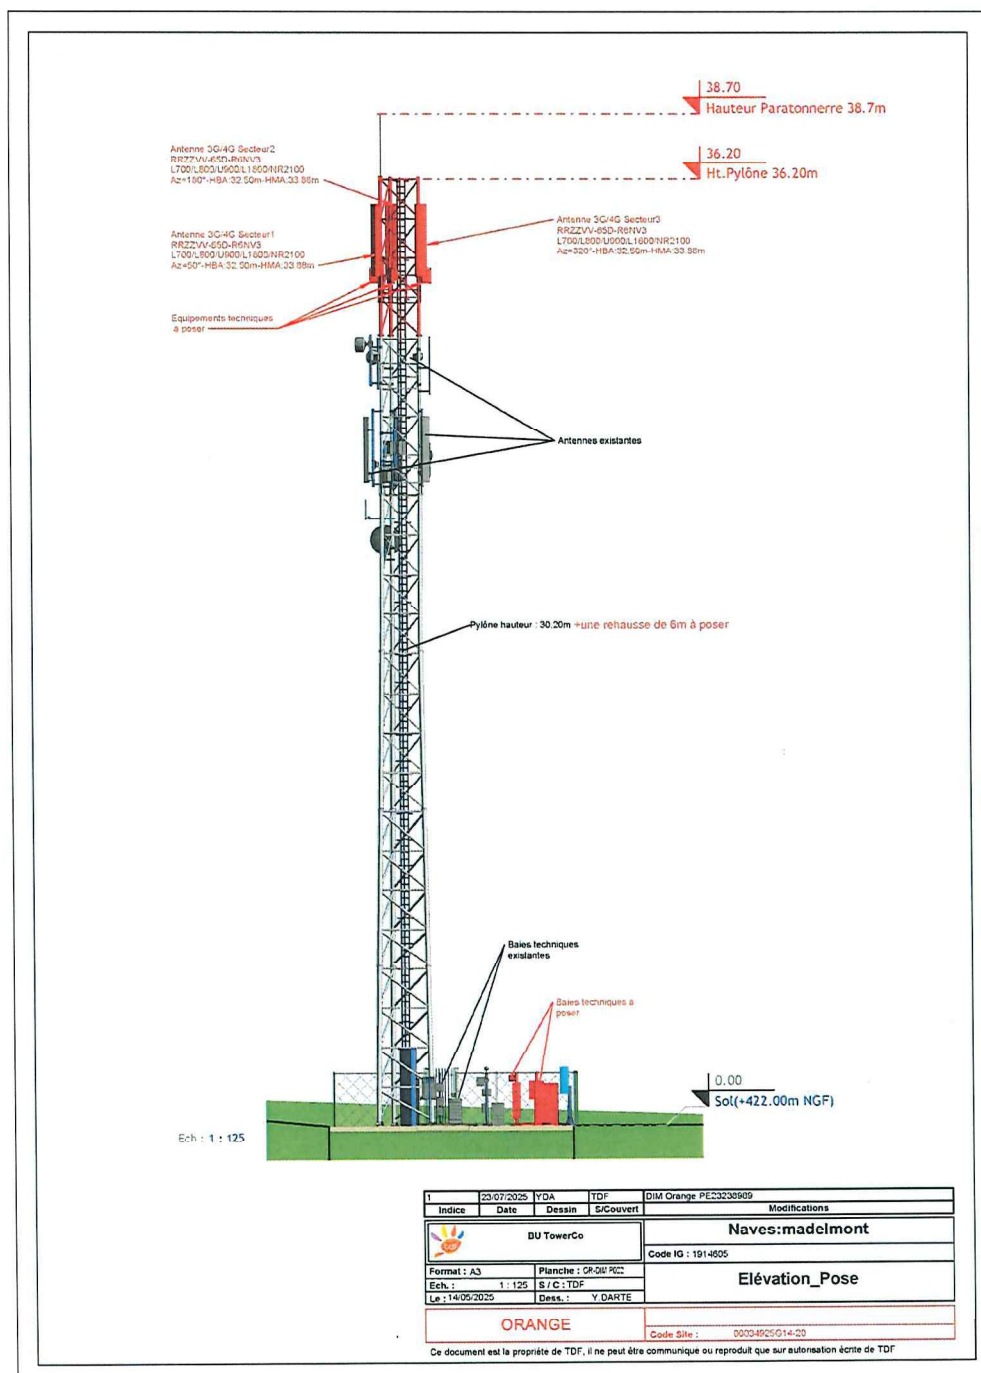 38.70
Hauteur Paratonnerre 38.7m
36.20
Ht.Pylône 36.20m
Antenne 3G/4G Secteur2
RRZZVV-65D-R6NV3
L700/L800/U900/L1800/NR2100
Az=180°-HBA:32.50m-HMA:33.88m
Antenne 3G/4G Secteur1
RRZZVV-65D-R6NV3
L700/L800/U900/L1800/NR2100
Az=50°-HBA:32.50m-HMA:33.88m
Antenne 3G/4G Secteur3
RRZZVV-65D-R6NV3
L700/L800/U900/L1800/NR2100
Az=320°-HBA:32.50m-HMA:33.88m
Equipements techniques
à poser
Antennes existantes
Pylône hauteur : 30.20m +une rehausse de 6m à poser
Baies techniques
existantes
Baies techniques à
poser
0.00
Sol(+422.00m NGF)
Ech : 1 : 125
1 23/07/2025 YDA TDF DIM Orange PE23238989
Indice Date Dessin S/Couvert Modifications
tdf
BU TowerCo
Naves:madelmont
Code IG : 1914605
Format : A3 Planche :
Ech. : 1 : 125 S / C : TDF
Le : 14/05/2025 Dess. : Y.DARTE
Elévation_Pose
ORANGE
Code Site : 00034925G14-20
Ce document est la propriété de TDF, il ne peut être communiqué ou reproduit que sur autorisation écrite de TDF